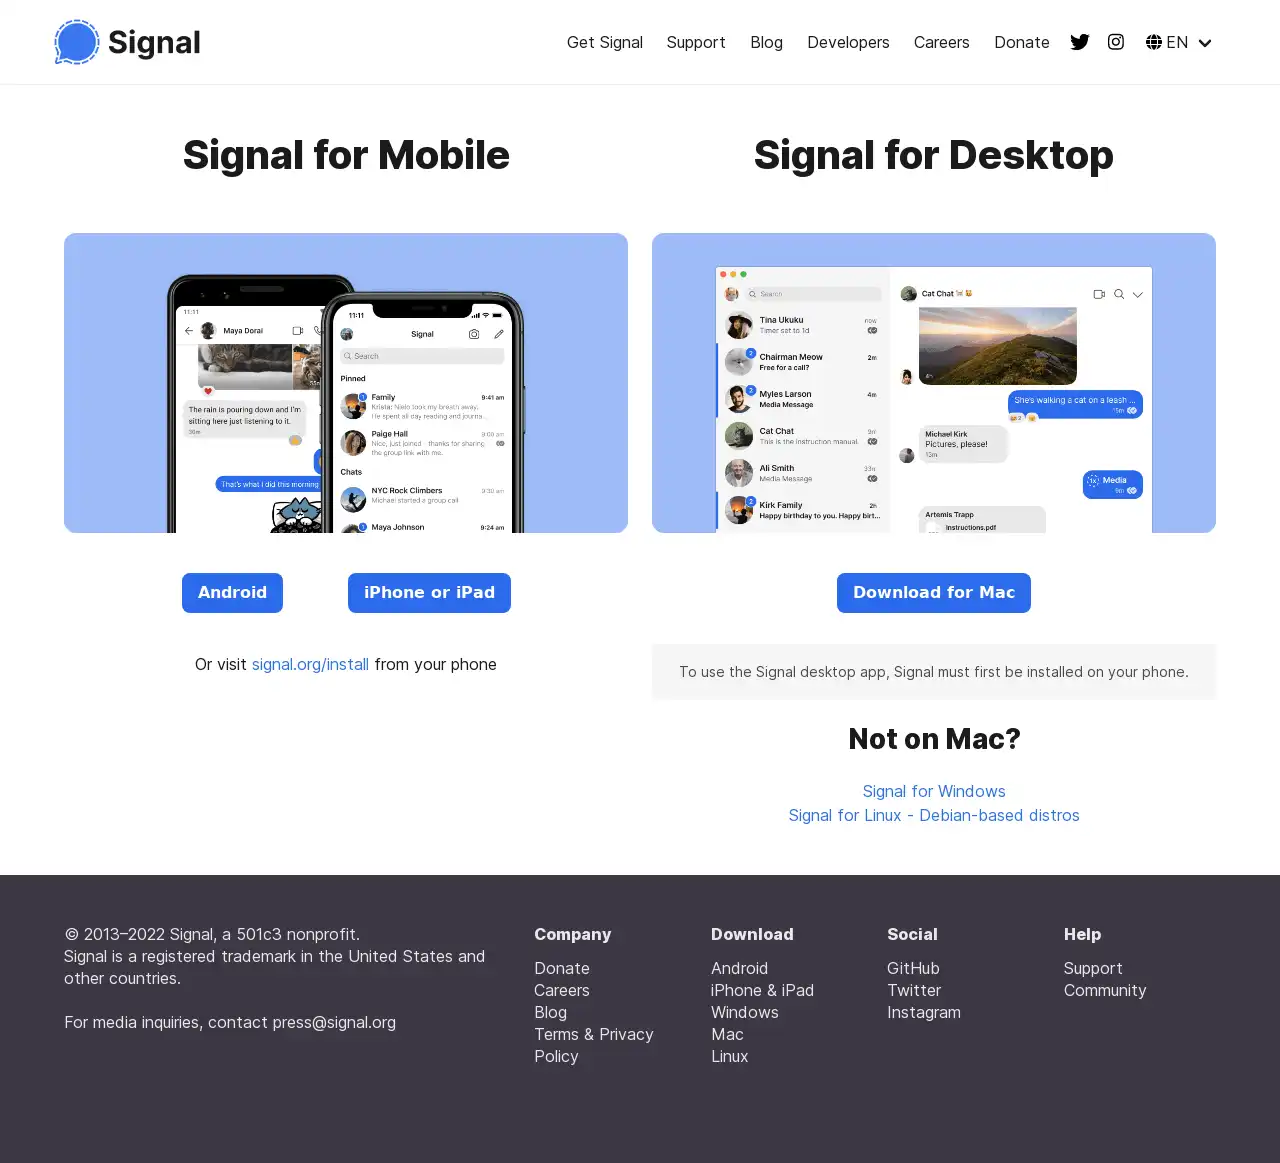 Signal
Get Signal
Support
Blog
Developers
Careers
Donate
EN
Signal for Mobile
Signal for Desktop
11:11
Maya Dorai
The rain is pouring down and I'm
sitting here just listening to it.
That's what I did this morning
11:11
Signal
Search
Pinned
Family
9:41 am
Krista: Nielo took my breath away.
He spent all day reading and journa...
Paige Hall
9:00 am
Nice, just joined - thanks for sharing
the group link with me.
Chats
NYC Rock Climbers
9:30 am
Michael started a group call
Maya Johnson
9:24 am
Search
Tina Ukuku
now
Timer set to 1d
Chairman Meow
2m
Free for a call?
2
Myles Larson
4m
Media Message
2
Cat Chat
9m
This is the instruction manual.
Ali Smith
23m
Media Message
Kirk Family
2h
Happy birthday to you. Happy birt...
2
Cat Chat
She's walking a cat on a leash ...
15m
Michael Kirk
Pictures, please!
13m
Media
9m
Artemis Trapp
Instructions.pdf
Android
iPhone or iPad
Download for Mac
Or visit signal.org/install from your phone
To use the Signal desktop app, Signal must first be installed on your phone.
Not on Mac?
Signal for Windows
Signal for Linux - Debian-based distros
© 2013–2022 Signal, a 501c3 nonprofit.
Signal is a registered trademark in the United States and
other countries.
For media inquiries, contact press@signal.org
Company
Donate
Careers
Blog
Terms & Privacy
Policy
Download
Android
iPhone & iPad
Windows
Mac
Linux
Social
GitHub
Twitter
Instagram
Help
Support
Community